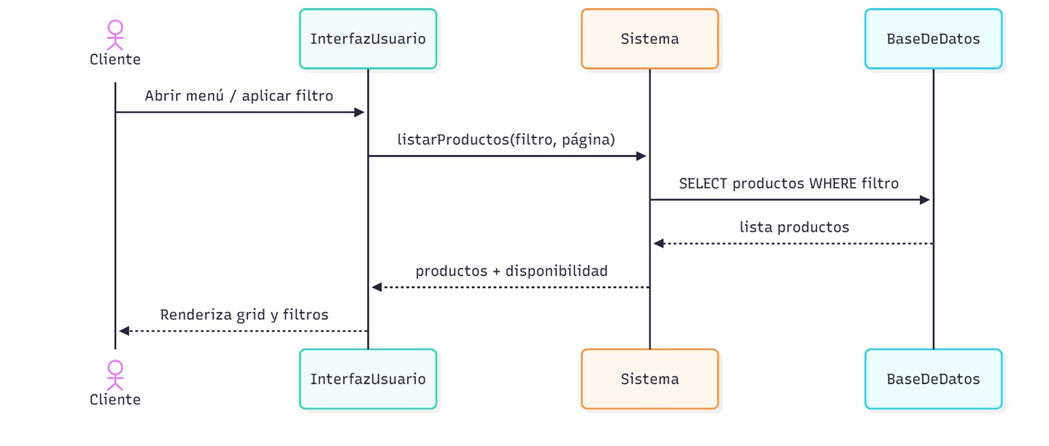 Cliente
InterfazUsuario
Sistema
BaseDeDatos
Abrir menú / aplicar filtro
listarProductos(filtro, página)
SELECT productos WHERE filtro
lista productos
productos + disponibilidad
Renderiza grid y filtros
Cliente
InterfazUsuario
Sistema
BaseDeDatos